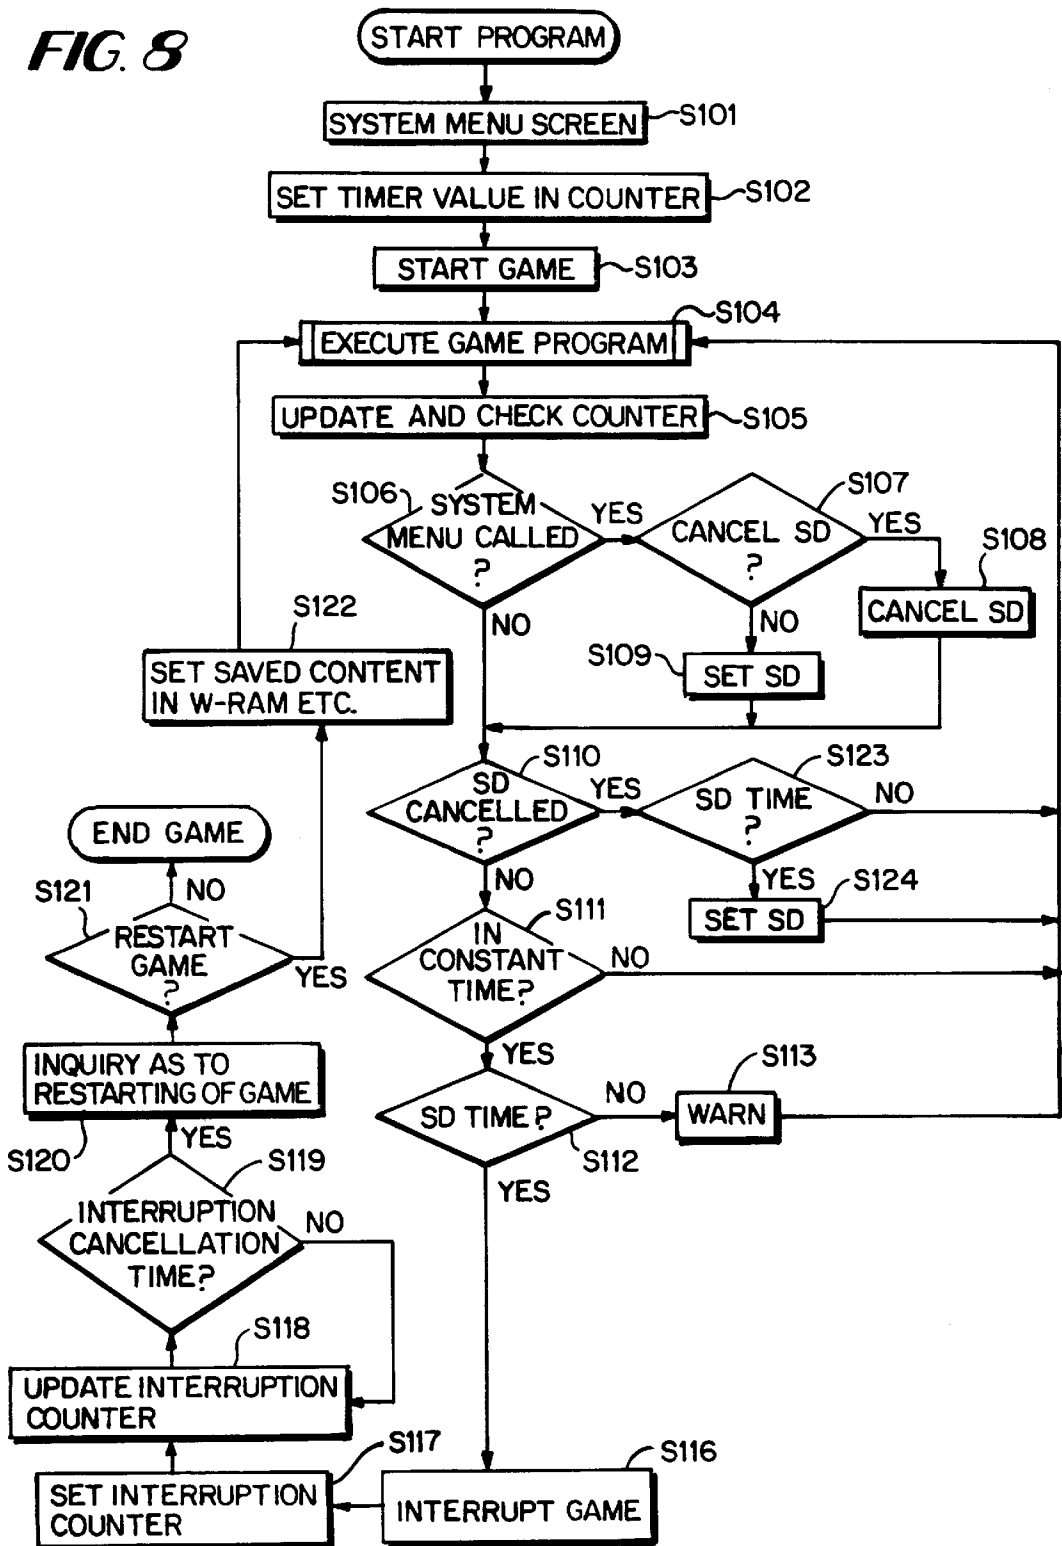 FIG. 8
START PROGRAM
SYSTEM MENU SCREEN
S101
SET TIMER VALUE IN COUNTER
S102
START GAME
S103
S104
EXECUTE GAME PROGRAM
UPDATE AND CHECK COUNTER
S105
S106
SYSTEM
MENU CALLED
?
YES
NO
S107
CANCEL SD
?
YES
NO
S108
CANCEL SD
S109
SET SD
S122
SET SAVED CONTENT
IN W-RAM ETC.
S110
SD
CANCELLED
?
YES
NO
S123
SD TIME
?
NO
YES
S124
SET SD
END GAME
NO
S121
RESTART
GAME
?
YES
S111
IN
CONSTANT
TIME?
NO
YES
INQUIRY AS TO
RESTARTING OF GAME
S120
YES
SD TIME?
S112
NO
YES
S113
WARN
S119
INTERRUPTION
CANCELLATION
TIME?
NO
S118
UPDATE INTERRUPTION
COUNTER
S117
SET INTERRUPTION
COUNTER
S116
INTERRUPT GAME